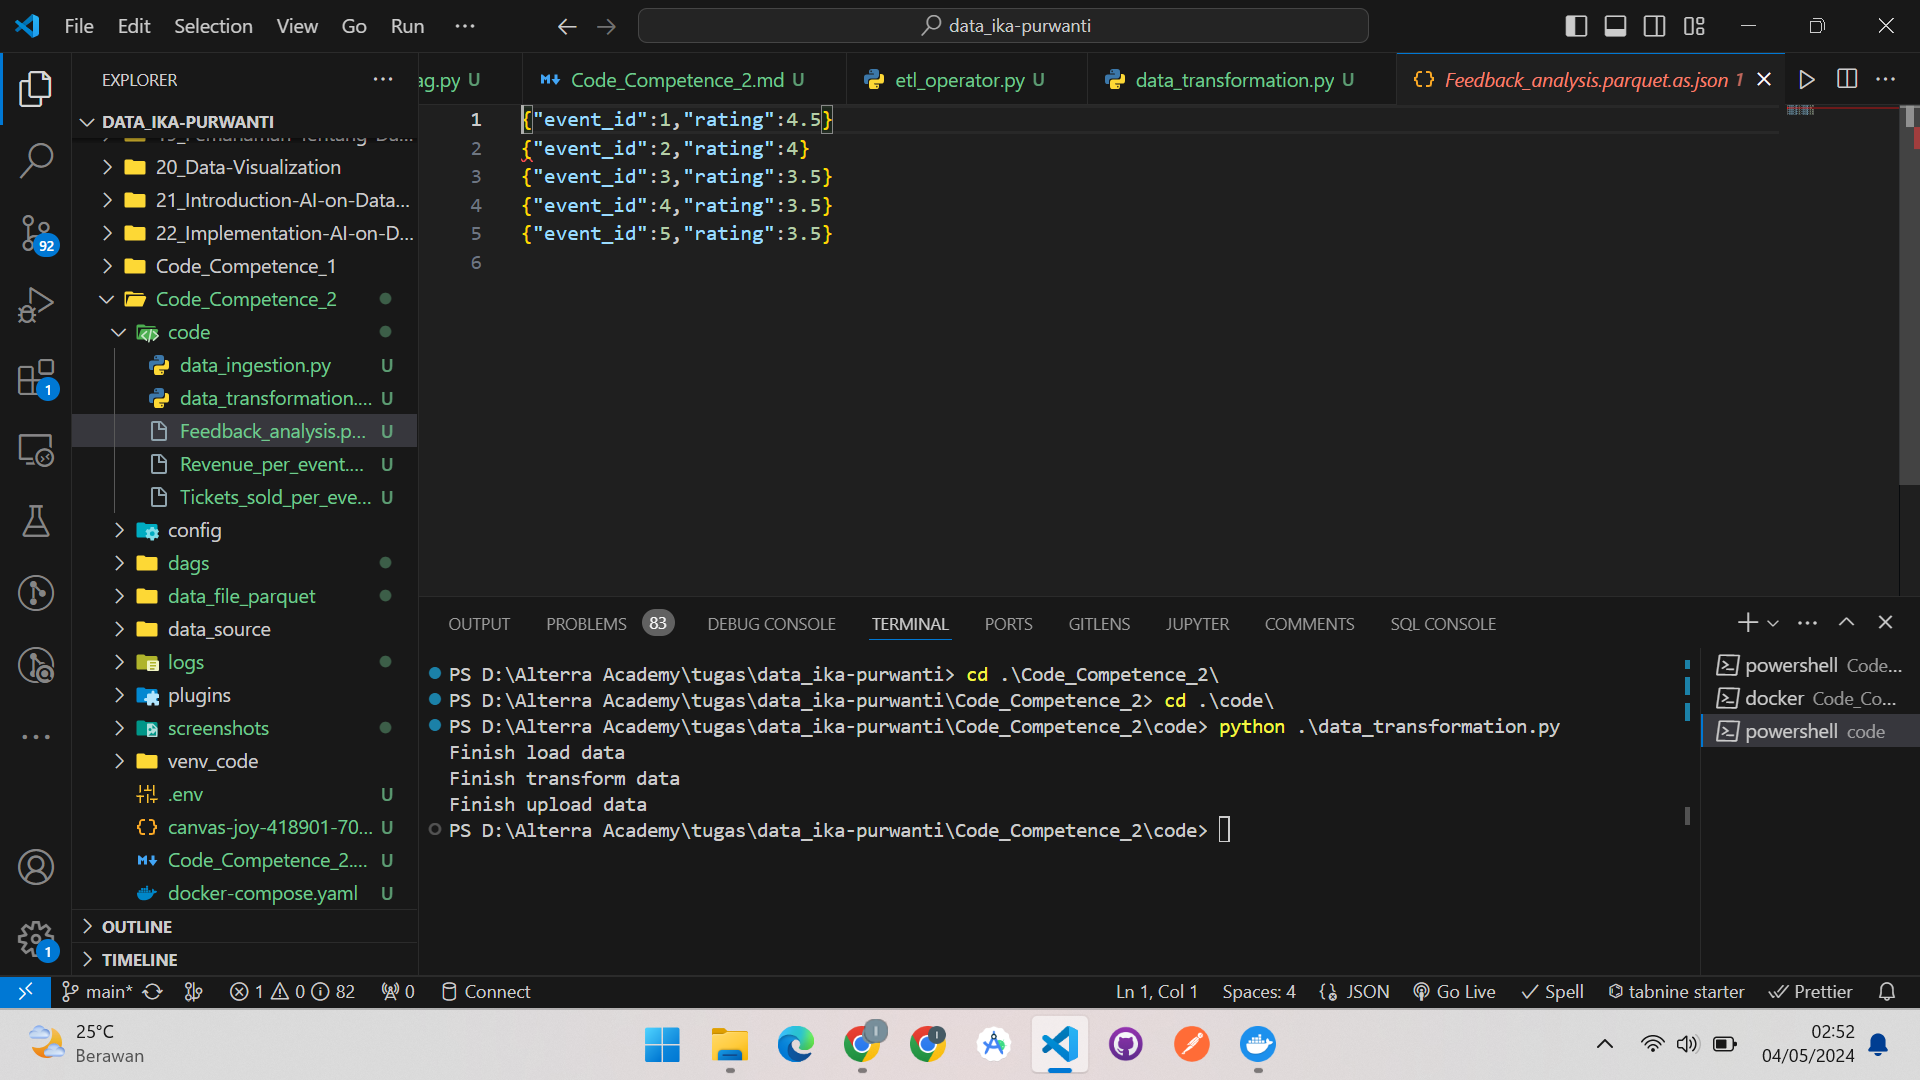 File Edit Selection View Go Run ···
data_ika-purwanti
EXPLORER
DATA_IKA-PURWANTI
20_Data-Visualization
21_Introduction-AI-on-Data...
22_Implementation-AI-on-D...
Code_Competence_1
Code_Competence_2
code
data_ingestion.py U
data_transformation.... U
Feedback_analysis.p... U
Revenue_per_event.... U
Tickets_sold_per_eve... U
config
dags
data_file_parquet
data_source
logs
plugins
screenshots
venv_code
.env U
canvas-joy-418901-70... U
Code_Competence_2.... U
docker-compose.yaml U
OUTLINE
TIMELINE
92
1
1
ag.py U Code_Competence_2.md U etl_operator.py U data_transformation.py U Feedback_analysis.parquet.as.json 1
1 {"event_id":1,"rating":4.5}
2 {"event_id":2,"rating":4}
3 {"event_id":3,"rating":3.5}
4 {"event_id":4,"rating":3.5}
5 {"event_id":5,"rating":3.5}
6
OUTPUT PROBLEMS 83 DEBUG CONSOLE TERMINAL PORTS GITLENS JUPYTER COMMENTS SQL CONSOLE
PS D:\Alterra Academy\tugas\data_ika-purwanti> cd .\Code_Competence_2\
PS D:\Alterra Academy\tugas\data_ika-purwanti\Code_Competence_2> cd .\code\
PS D:\Alterra Academy\tugas\data_ika-purwanti\Code_Competence_2\code> python .\data_transformation.py
Finish load data
Finish transform data
Finish upload data
PS D:\Alterra Academy\tugas\data_ika-purwanti\Code_Competence_2\code>
powershell Code...
docker Code_Co...
powershell code
main* 1 0 82 0 Connect Ln 1, Col 1 Spaces: 4 JSON Go Live Spell tabnine starter Prettier
25°C
Berawan
02:52
04/05/2024